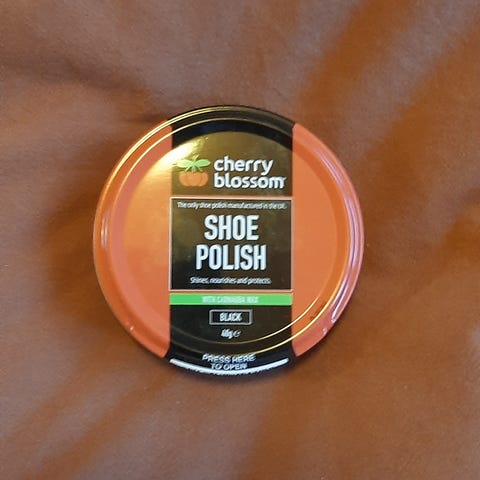 cherry
blossom
The only shoe polish manufactured in the UK.
SHOE
POLISH
Shines, nourishes and protects.
WITH CARNAUBA WAX
BLACK
40g ℮
PRESS HERE
TO OPEN